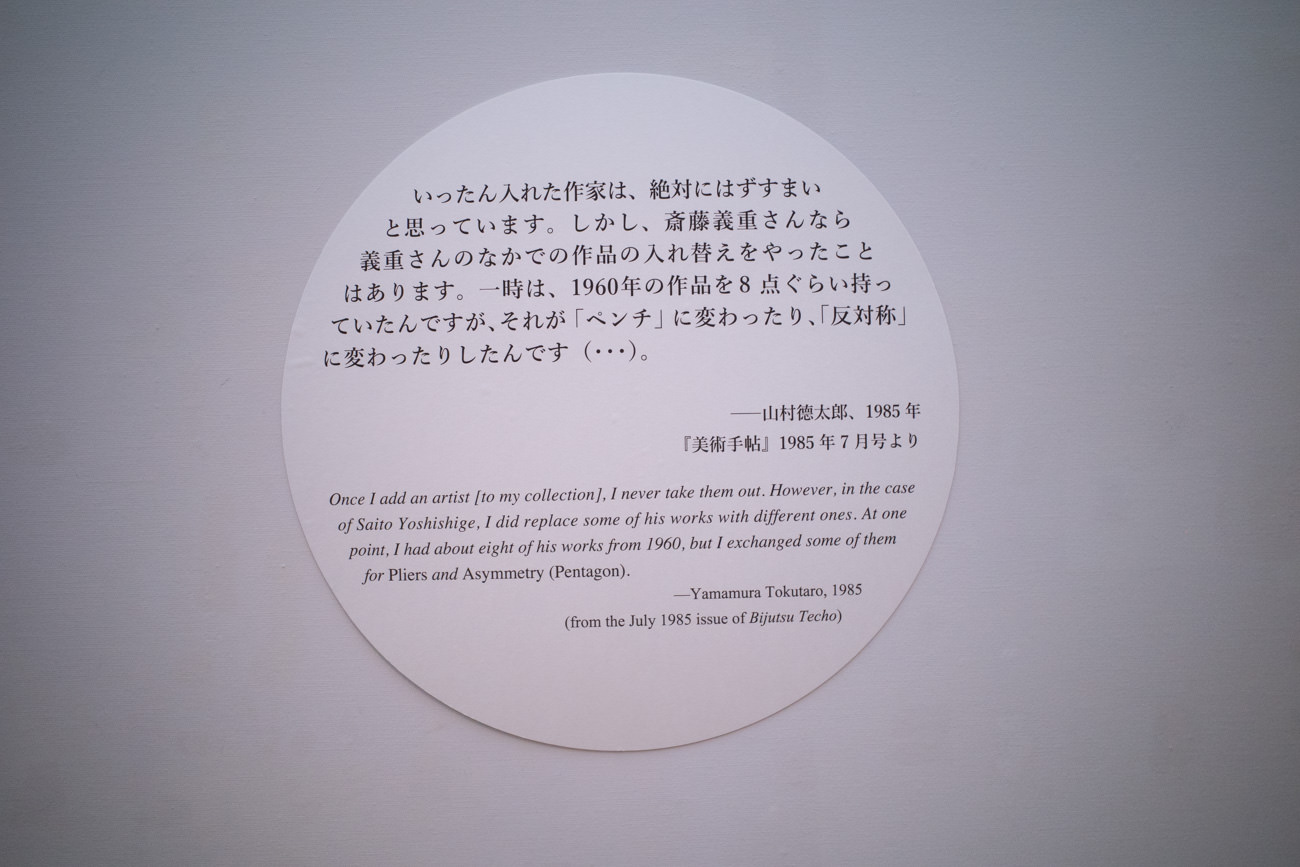 いったん入れた作家は、絶対にはずすまい
と思っています。しかし、斎藤義重さんなら
義重さんのなかでの作品の入れ替えをやったこと
はあります。一時は、1960年の作品を8 点ぐらい持っ
ていたんですが、それが「ペンチ」に変わったり、「反対称」
に変わったりしたんです（･･･）。
──山村德太郎、1985 年
『美術手帖』1985 年 7 月号より
Once I add an artist [to my collection], I never take them out. However, in the case
of Saito Yoshishige, I did replace some of his works with different ones. At one
point, I had about eight of his works from 1960, but I exchanged some of them
for Pliers and Asymmetry (Pentagon).
—Yamamura Tokutaro, 1985
(from the July 1985 issue of Bijutsu Techo)